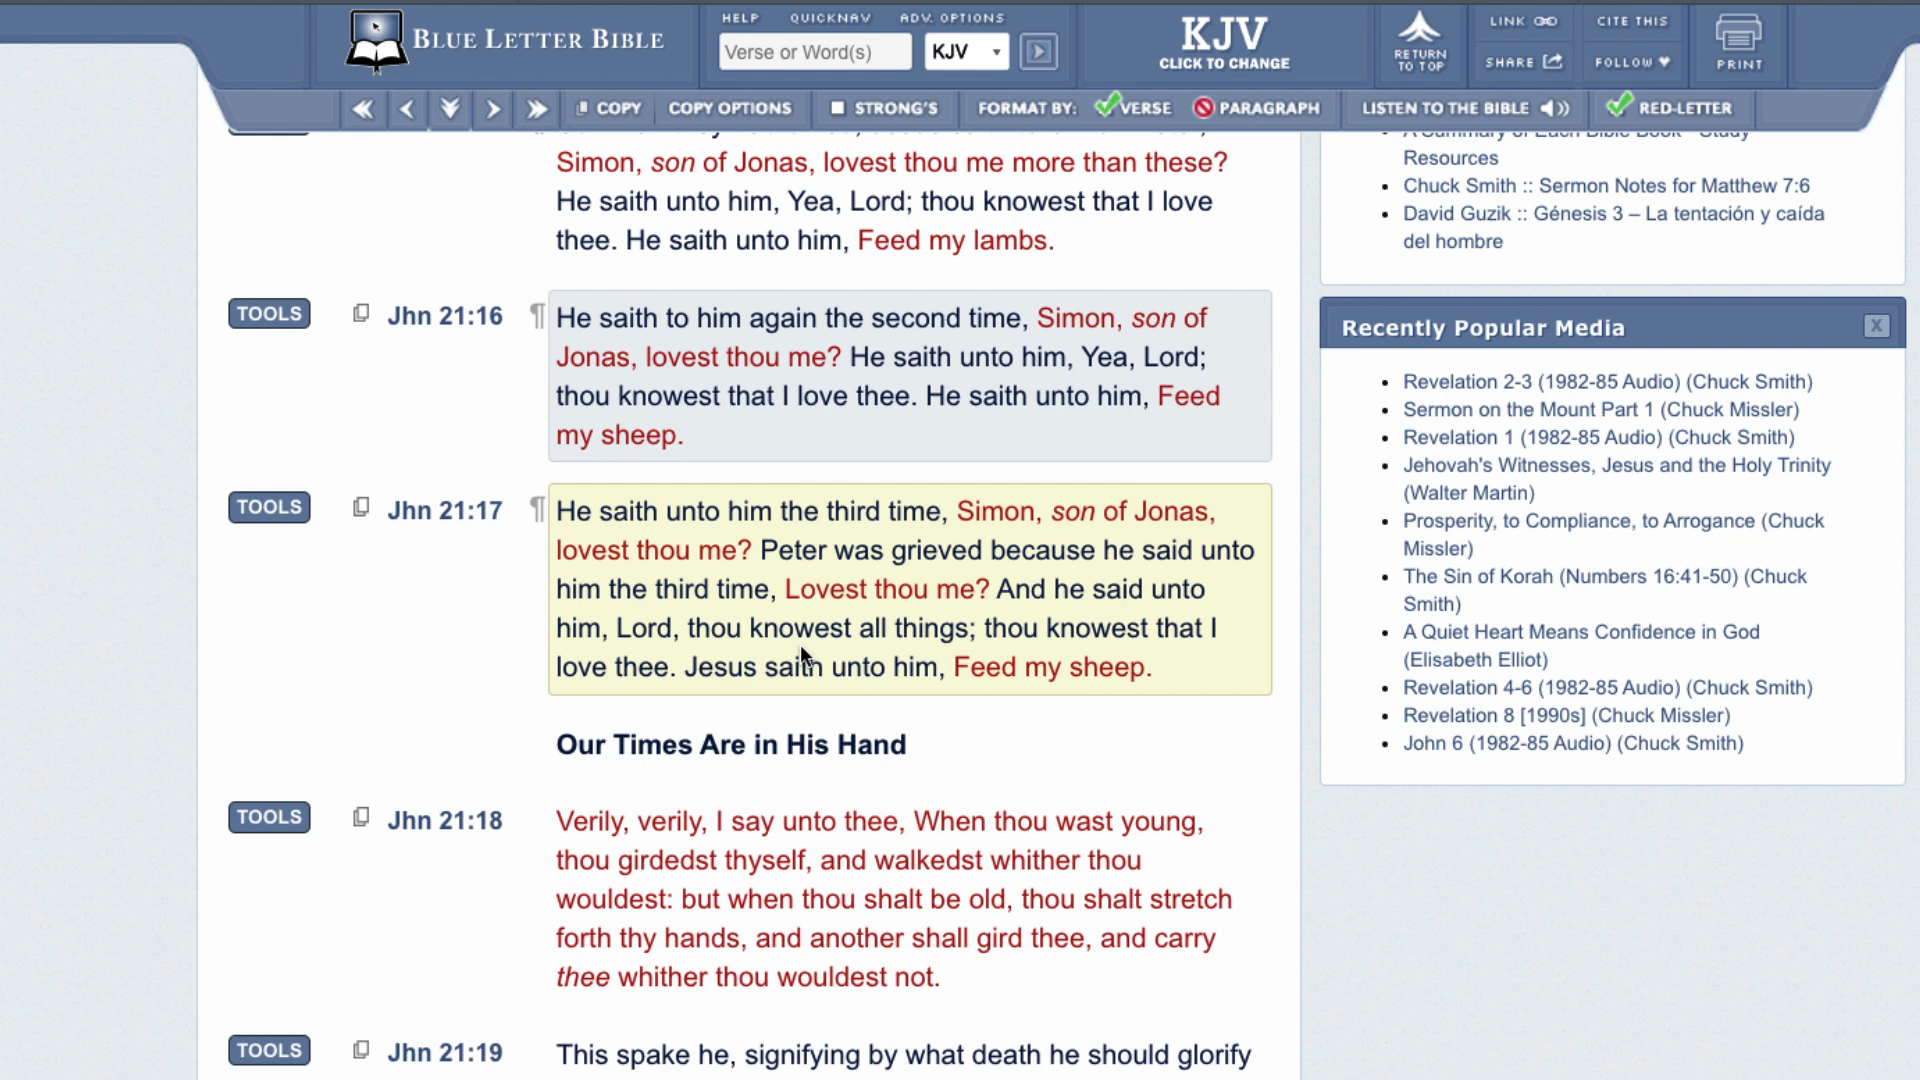 BLUE LETTER BIBLE
HELP QUICKNAV ADV. OPTIONS
Verse or Word(s) KJV
KJV
CLICK TO CHANGE
RETURN
TO TOP
LINK CITE THIS
SHARE FOLLOW
PRINT
COPY COPY OPTIONS STRONG'S FORMAT BY: VERSE PARAGRAPH LISTEN TO THE BIBLE RED-LETTER
Simon, son of Jonas, lovest thou me more than these?
He saith unto him, Yea, Lord; thou knowest that I love
thee. He saith unto him, Feed my lambs.
TOOLS Jhn 21:16 ¶ He saith to him again the second time, Simon, son of
Jonas, lovest thou me? He saith unto him, Yea, Lord;
thou knowest that I love thee. He saith unto him, Feed
my sheep.
TOOLS Jhn 21:17 ¶ He saith unto him the third time, Simon, son of Jonas,
lovest thou me? Peter was grieved because he said unto
him the third time, Lovest thou me? And he said unto
him, Lord, thou knowest all things; thou knowest that I
love thee. Jesus saith unto him, Feed my sheep.
Our Times Are in His Hand
TOOLS Jhn 21:18 Verily, verily, I say unto thee, When thou wast young,
thou girdedst thyself, and walkedst whither thou
wouldest: but when thou shalt be old, thou shalt stretch
forth thy hands, and another shall gird thee, and carry
thee whither thou wouldest not.
TOOLS Jhn 21:19 This spake he, signifying by what death he should glorify
A Summary of Each Bible Book - Study
Resources
Chuck Smith :: Sermon Notes for Matthew 7:6
David Guzik :: Génesis 3 – La tentación y caída
del hombre
Recently Popular Media X
Revelation 2-3 (1982-85 Audio) (Chuck Smith)
Sermon on the Mount Part 1 (Chuck Missler)
Revelation 1 (1982-85 Audio) (Chuck Smith)
Jehovah's Witnesses, Jesus and the Holy Trinity
(Walter Martin)
Prosperity, to Compliance, to Arrogance (Chuck
Missler)
The Sin of Korah (Numbers 16:41-50) (Chuck
Smith)
A Quiet Heart Means Confidence in God
(Elisabeth Elliot)
Revelation 4-6 (1982-85 Audio) (Chuck Smith)
Revelation 8 [1990s] (Chuck Missler)
John 6 (1982-85 Audio) (Chuck Smith)